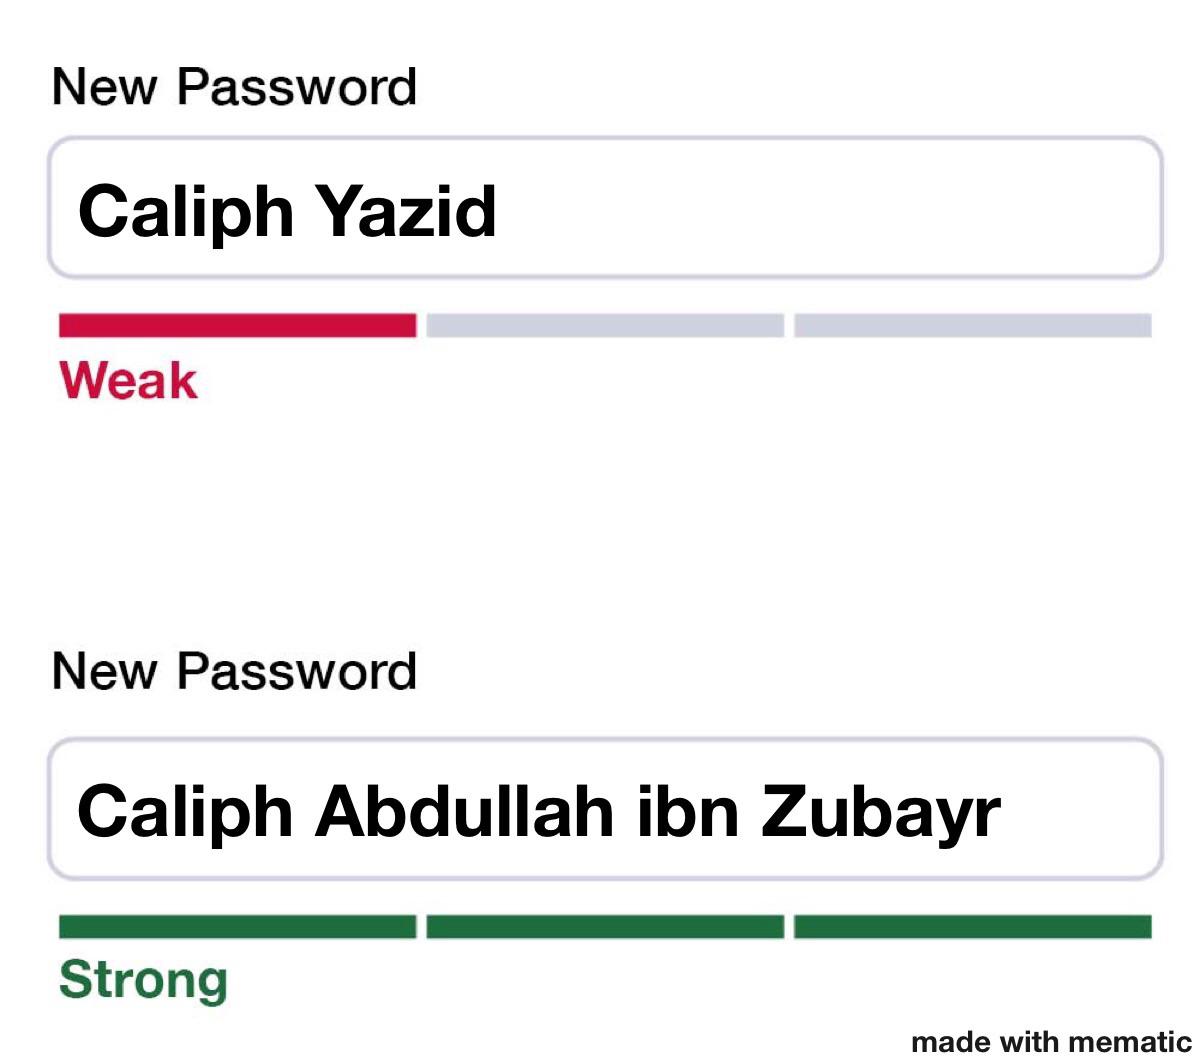 New Password
Caliph Yazid
Weak
New Password
Caliph Abdullah ibn Zubayr
Strong
made with mematic